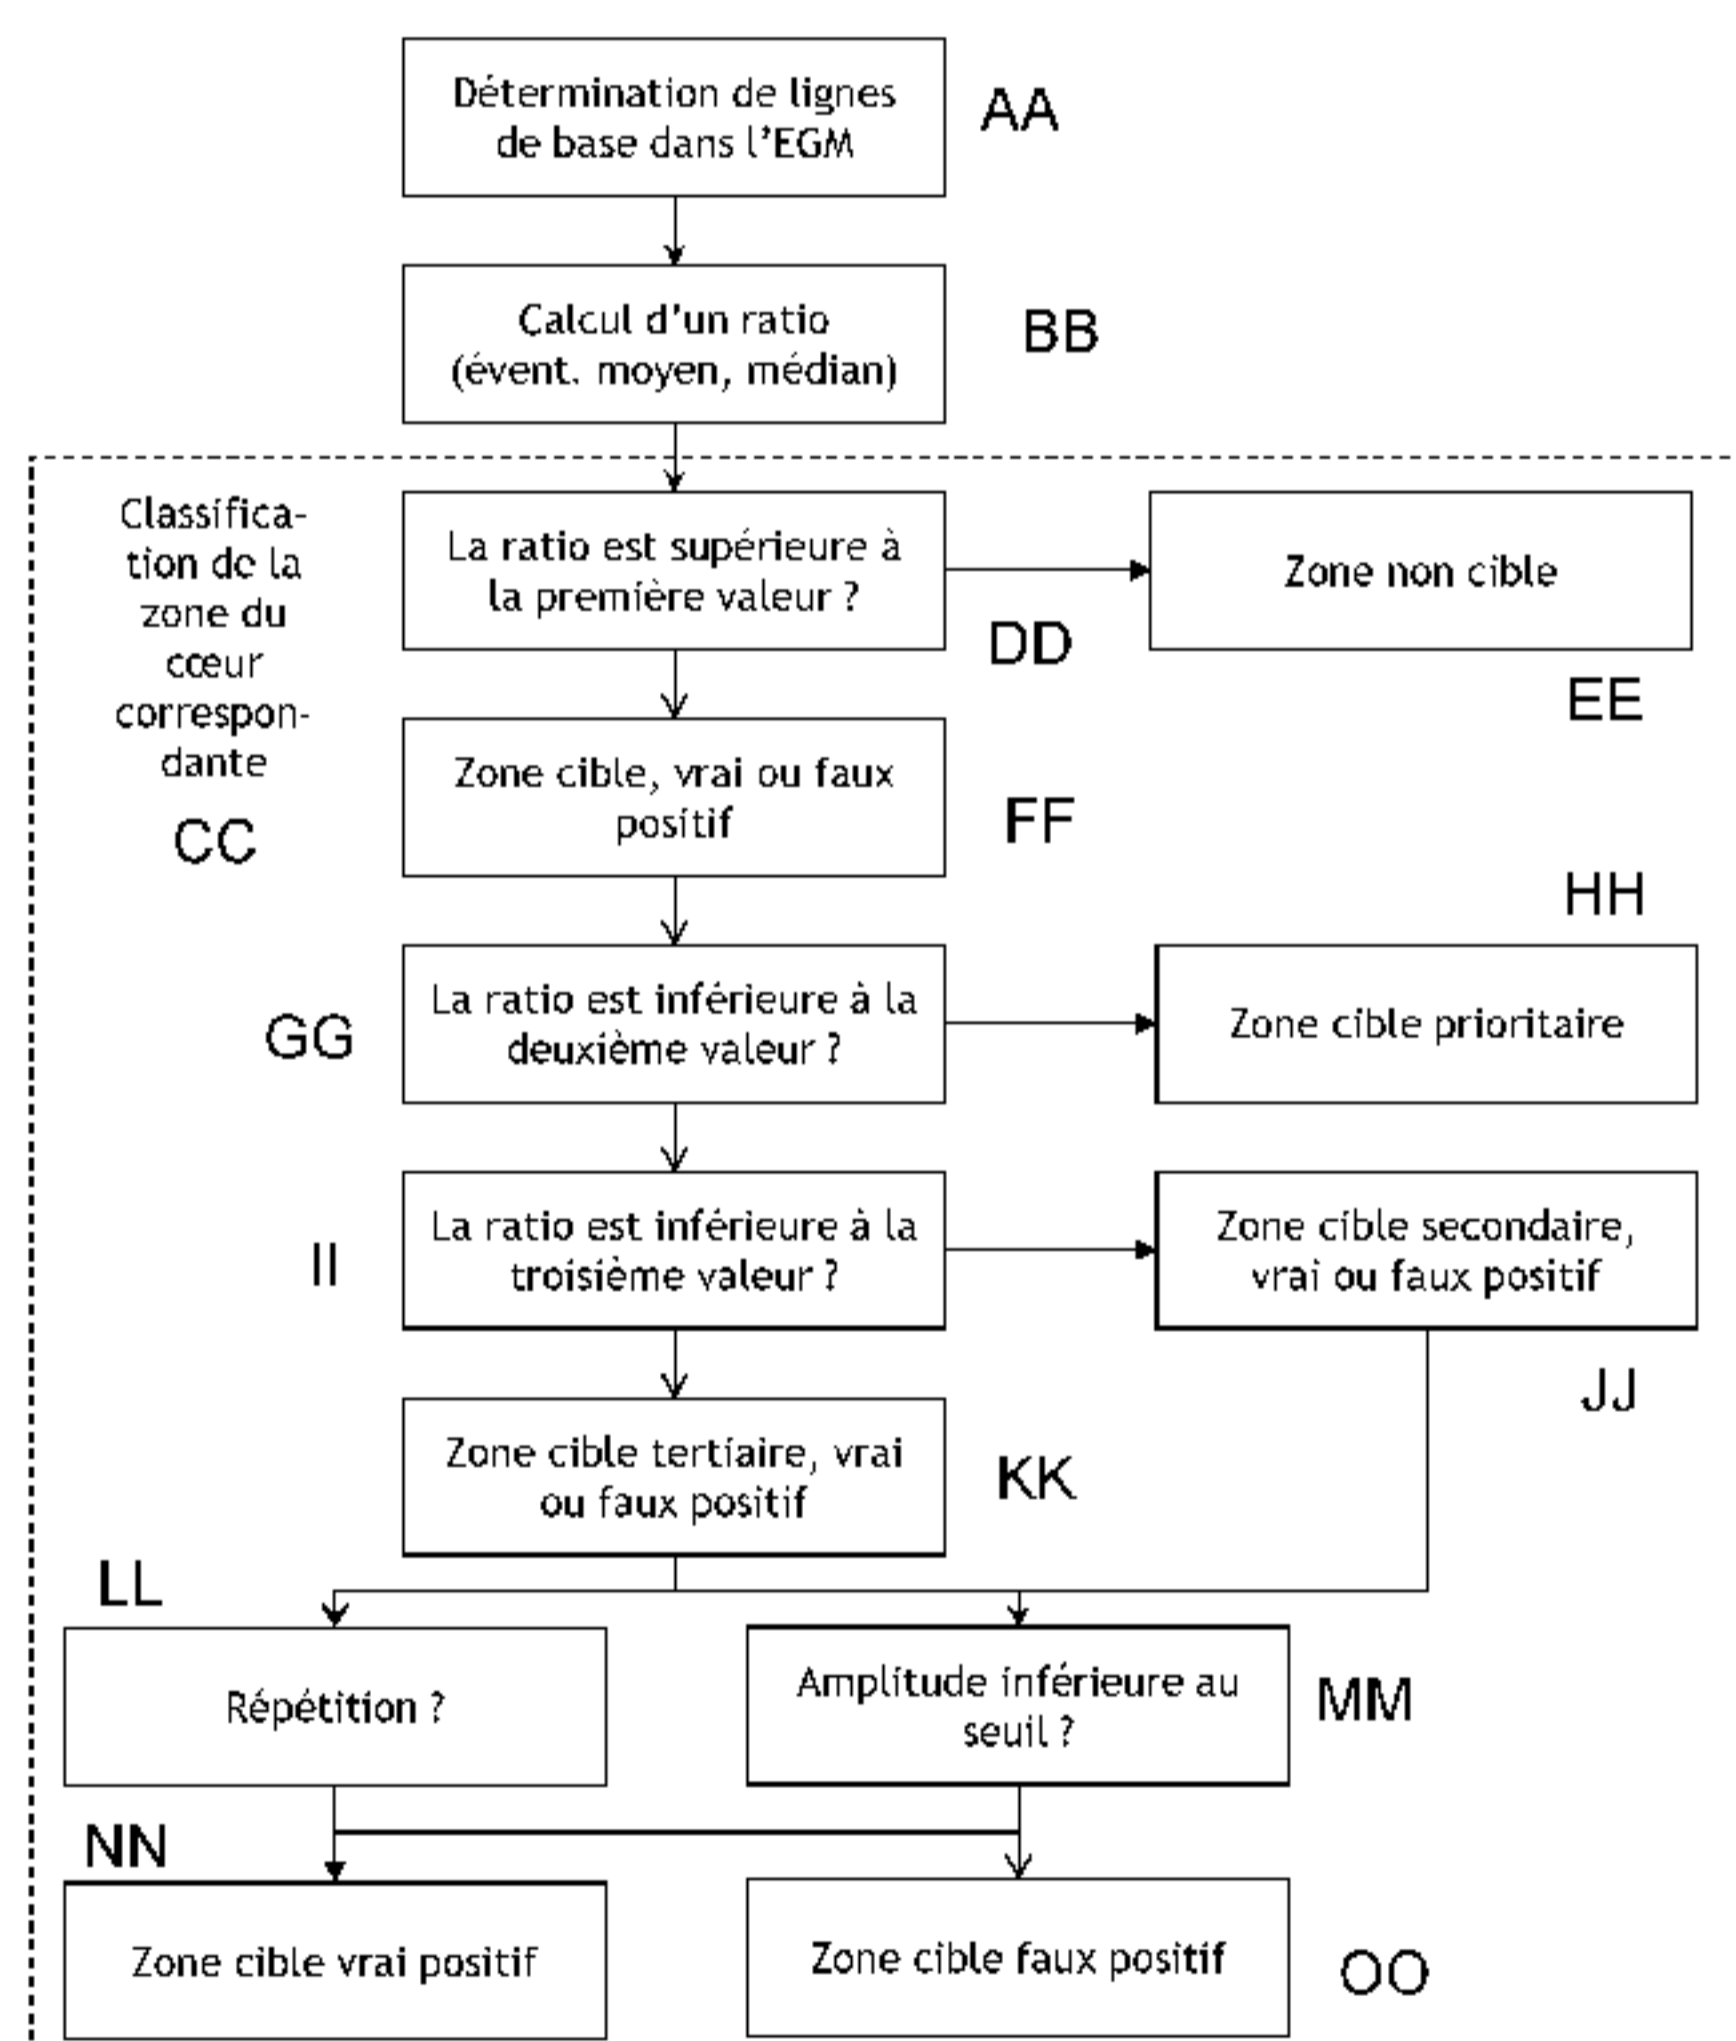 Détermination de lignes
de base dans l'EGM
AA
Calcul d'un ratio
(évent. moyen, médian)
BB
Classifica-
tion de la
zone du
cœur
correspon-
dante
CC
La ratio est supérieure à
la première valeur ?
DD
Zone non cible
EE
Zone cible, vrai ou faux
positif
FF
GG
La ratio est inférieure à la
deuxième valeur ?
HH
Zone cible prioritaire
II
La ratio est inférieure à la
troisième valeur ?
Zone cible secondaire,
vrai ou faux positif
JJ
Zone cible tertiaire, vrai
ou faux positif
KK
LL
Répétition ?
Amplitude inférieure au
seuil ?
MM
NN
Zone cible vrai positif
Zone cible faux positif
OO